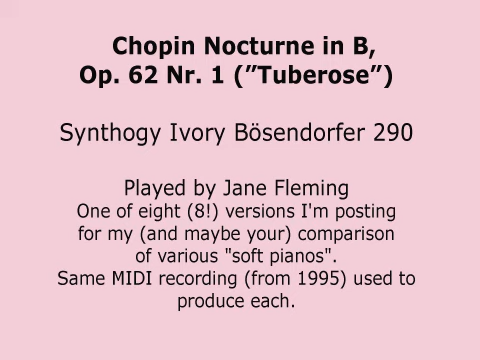 Chopin Nocturne in B,
Op. 62 Nr. 1 (”Tuberose”)
Synthogy Ivory Bösendorfer 290
Played by Jane Fleming
One of eight (8!) versions I'm posting
for my (and maybe your) comparison
of various "soft pianos".
Same MIDI recording (from 1995) used to
produce each.